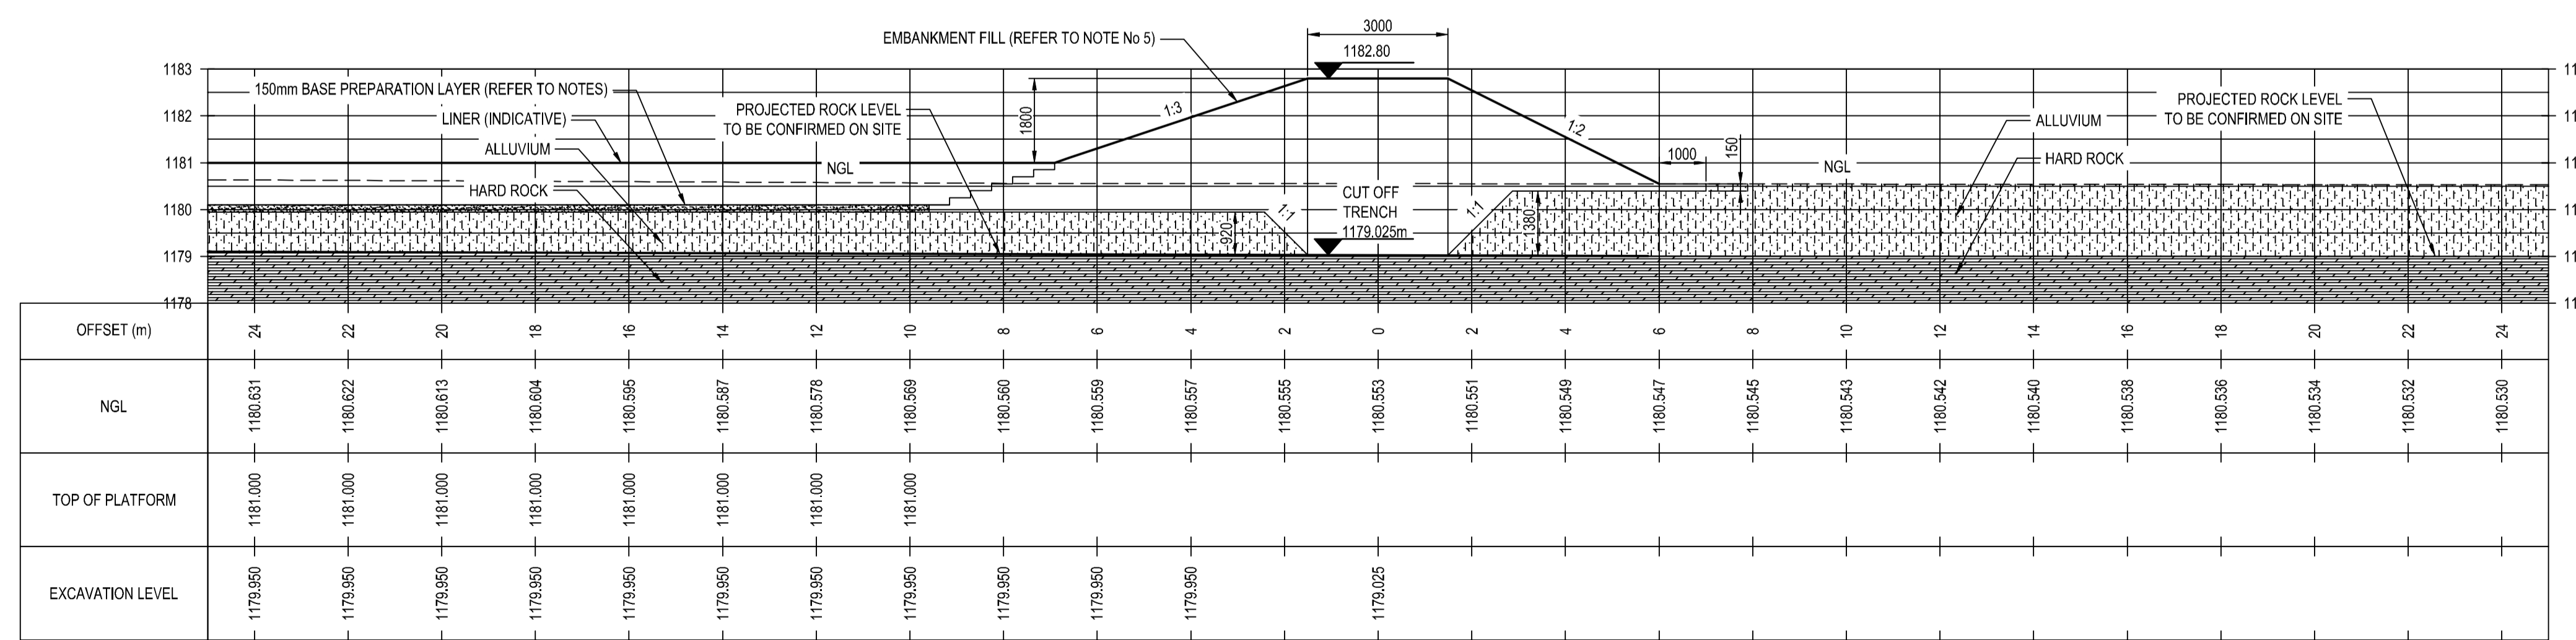 3000
EMBANKMENT FILL (REFER TO NOTE No 5)
1182.80
1183
11
150mm BASE PREPARATION LAYER (REFER TO NOTES)
PROJECTED ROCK LEVEL
TO BE CONFIRMED ON SITE
1800
1:3
PROJECTED ROCK LEVEL
TO BE CONFIRMED ON SITE
1182
11
LINER (INDICATIVE)
1:2
ALLUVIUM
ALLUVIUM
1000
150
1181
11
NGL
NGL
HARD ROCK
HARD ROCK
CUT OFF
TRENCH
1179.025m
1180
11
1:1
1:1
920
1380
1179
11
1178
11
OFFSET (m) 24 22 20 18 16 14 12 10 8 6 4 2 0 2 4 6 8 10 12 14 16 18 20 22 24
NGL 1180.631 1180.622 1180.613 1180.604 1180.595 1180.587 1180.578 1180.569 1180.560 1180.559 1180.557 1180.555 1180.553 1180.551 1180.549 1180.547 1180.545 1180.543 1180.542 1180.540 1180.538 1180.536 1180.534 1180.532 1180.530
TOP OF PLATFORM 1181.000 1181.000 1181.000 1181.000 1181.000 1181.000 1181.000 1181.000
EXCAVATION LEVEL 1179.950 1179.950 1179.950 1179.950 1179.950 1179.950 1179.950 1179.950 1179.950 1179.950 1179.950 1179.025